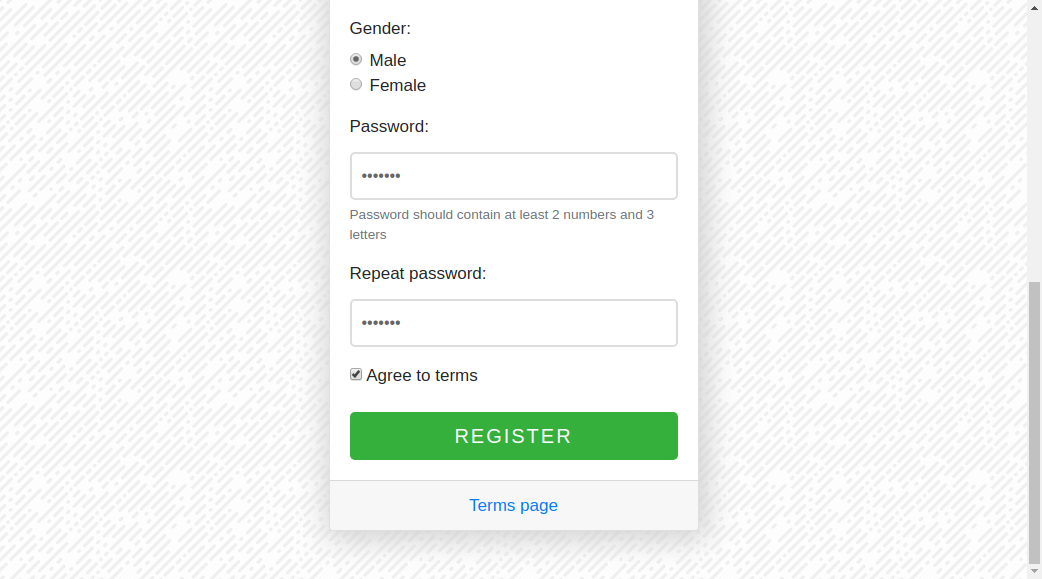 Gender:
Male
Female
Password:
•••••••
Password should contain at least 2 numbers and 3
letters
Repeat password:
•••••••
Agree to terms
REGISTER
Terms page